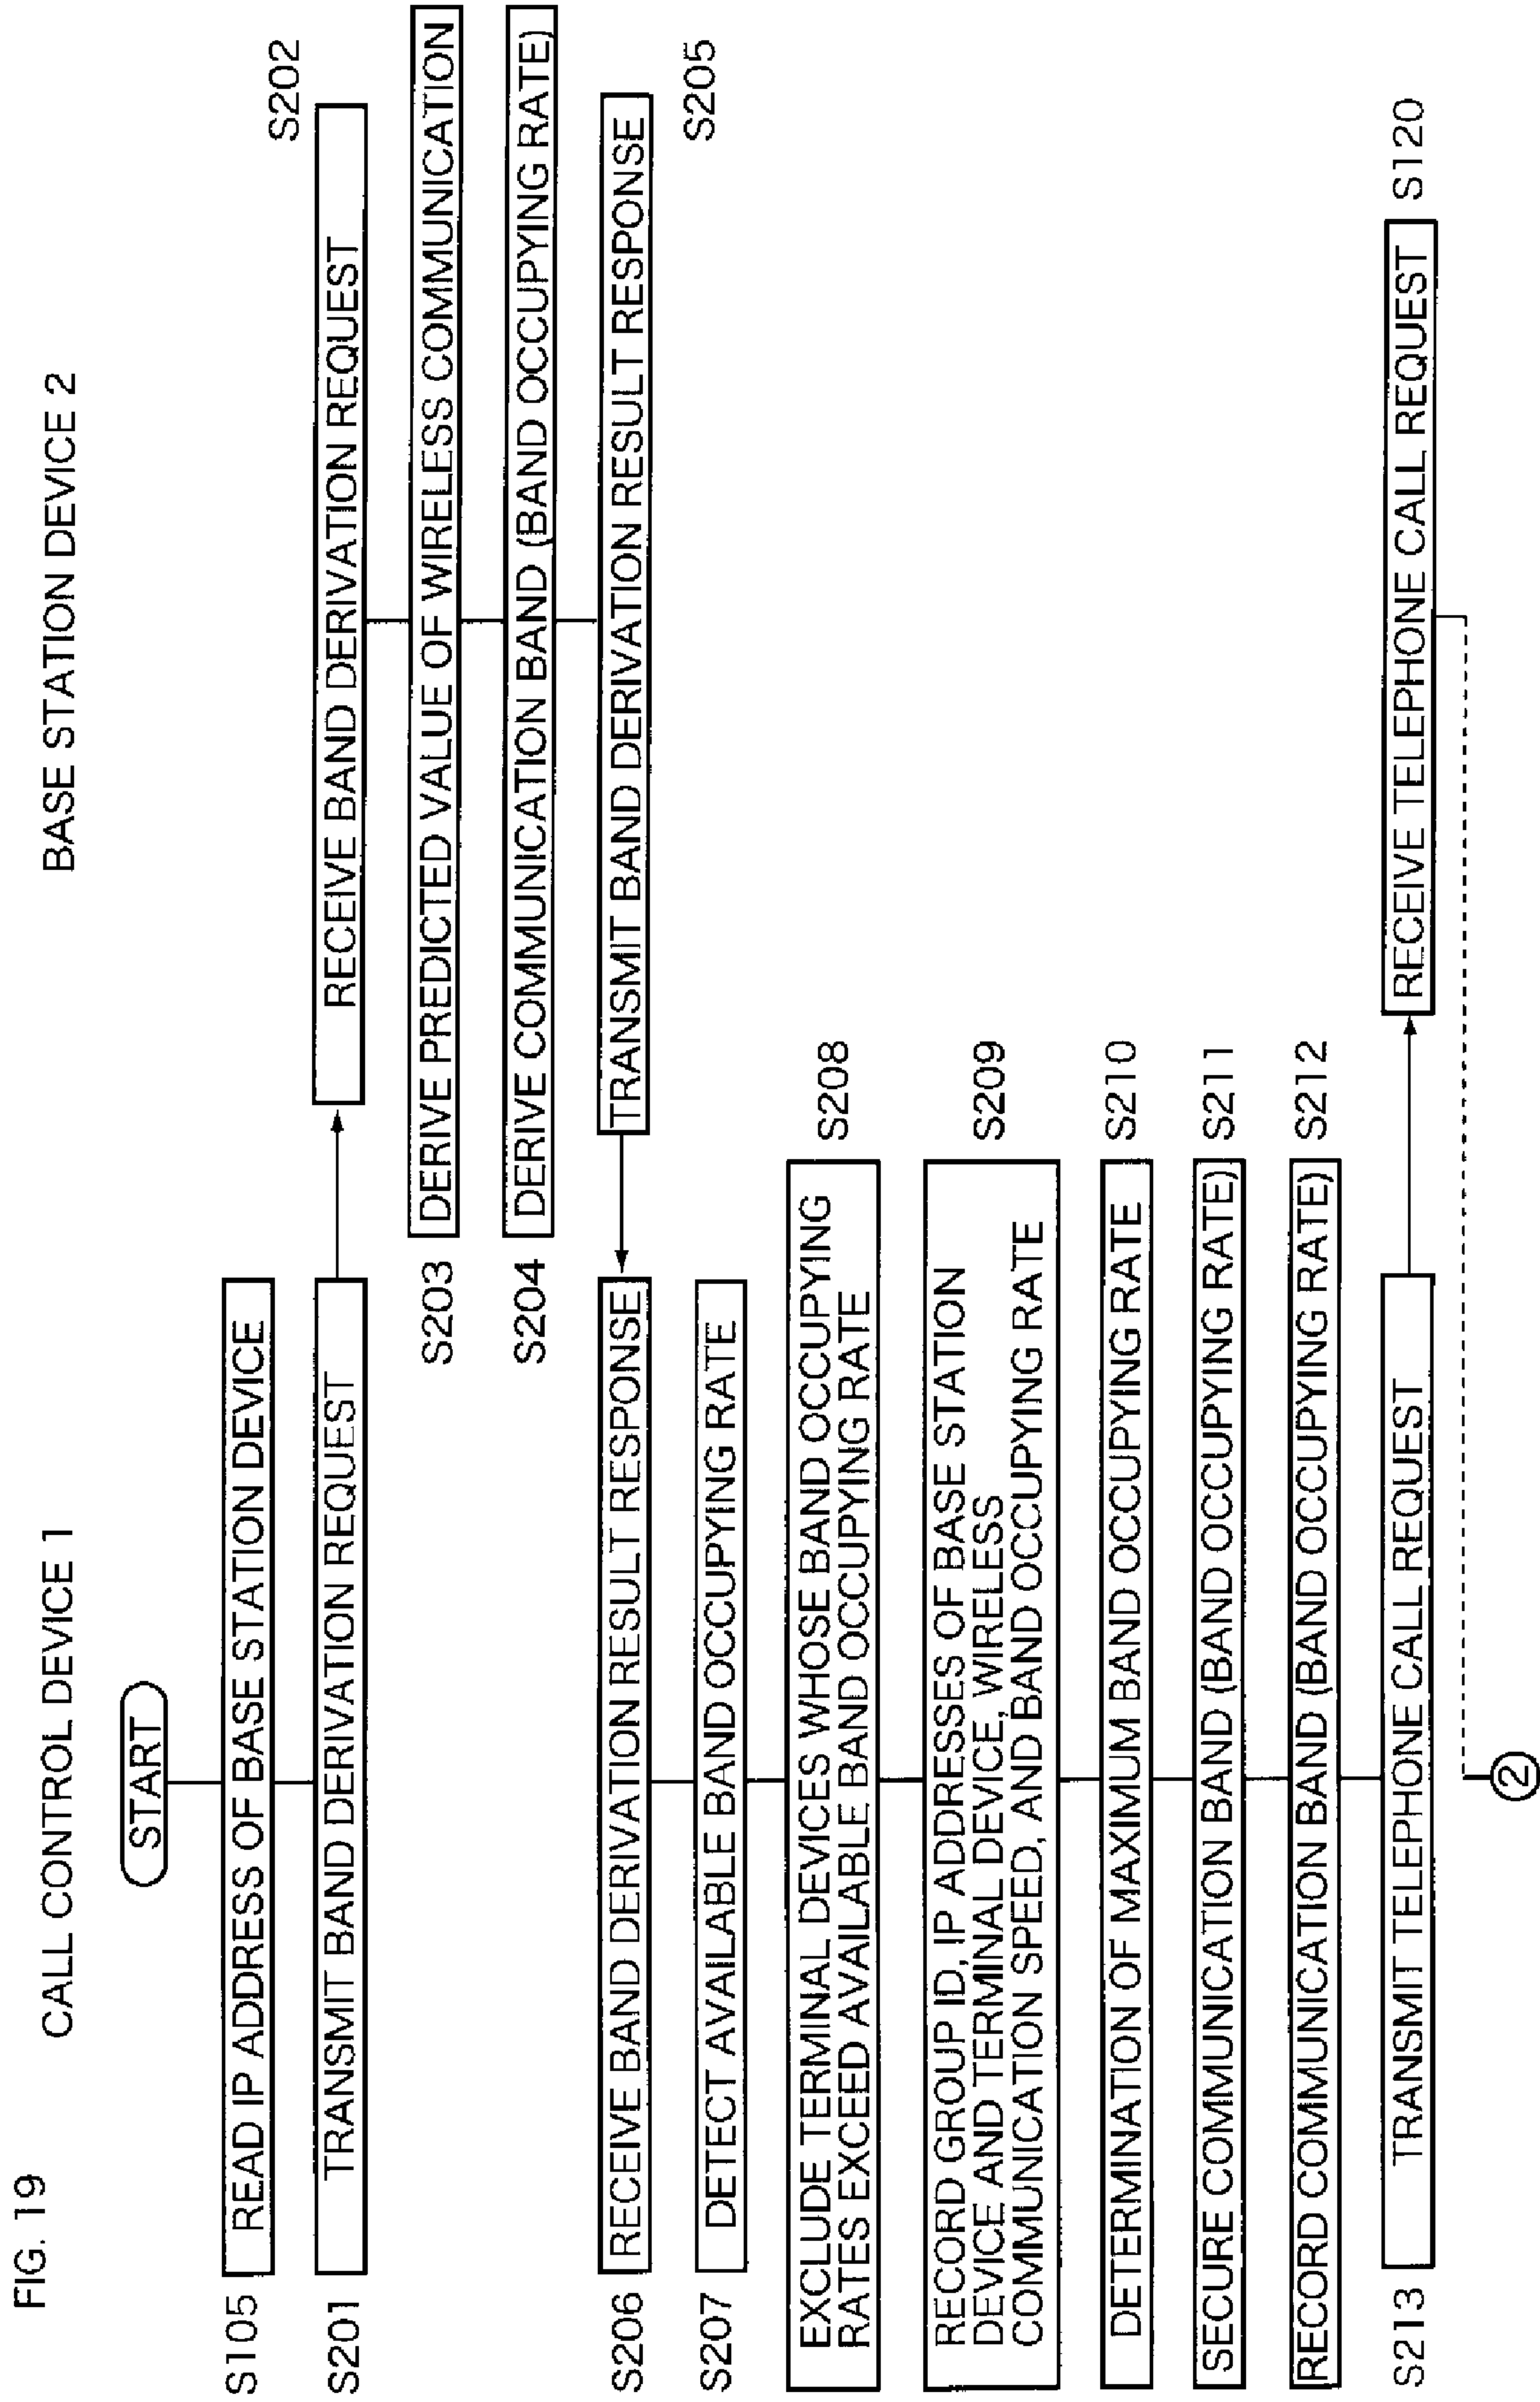 FIG. 19
CALL CONTROL DEVICE 1
BASE STATION DEVICE 2
START
S105
READ IP ADDRESS OF BASE STATION DEVICE
S201
TRANSMIT BAND DERIVATION REQUEST
S202
RECEIVE BAND DERIVATION REQUEST
S203
DERIVE PREDICTED VALUE OF WIRELESS COMMUNICATION
S204
DERIVE COMMUNICATION BAND (BAND OCCUPYING RATE)
TRANSMIT BAND DERIVATION RESULT RESPONSE
S205
S206
RECEIVE BAND DERIVATION RESULT RESPONSE
S207
DETECT AVAILABLE BAND OCCUPYING RATE
EXCLUDE TERMINAL DEVICES WHOSE BAND OCCUPYING
RATES EXCEED AVAILABLE BAND OCCUPYING RATE
S208
RECORD GROUP ID, IP ADDRESSES OF BASE STATION
DEVICE AND TERMINAL DEVICE, WIRELESS
COMMUNICATION SPEED, AND BAND OCCUPYING RATE
S209
DETERMINATION OF MAXIMUM BAND OCCUPYING RATE
S210
SECURE COMMUNICATION BAND (BAND OCCUPYING RATE)
S211
RECORD COMMUNICATION BAND (BAND OCCUPYING RATE)
S212
S213
TRANSMIT TELEPHONE CALL REQUEST
RECEIVE TELEPHONE CALL REQUEST
S120
②